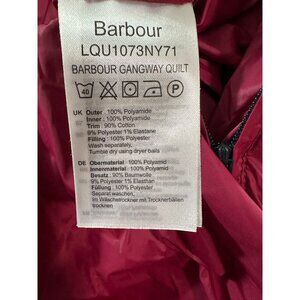 Barbour
LQU1073NY71
BARBOUR GANGWAY QUILT
40
P
UK Outer : 100% Polyamide
Inner : 100% Polyamide
Trim : 90% Cotton
9% Polyester 1% Elastane
Filling : 100% Polyester
Wash separately,
Tumble dry using dryer balls
DE Obermaterial : 100% Polyamid
Innenmaterial : 100% Polyamid
Besatz : 90% Baumwolle
9% Polyester 1% Elasthan
Füllung : 100% Polyester
Separat waschen,
Im Wäschetrockner mit Trocknerbällen
trocknen